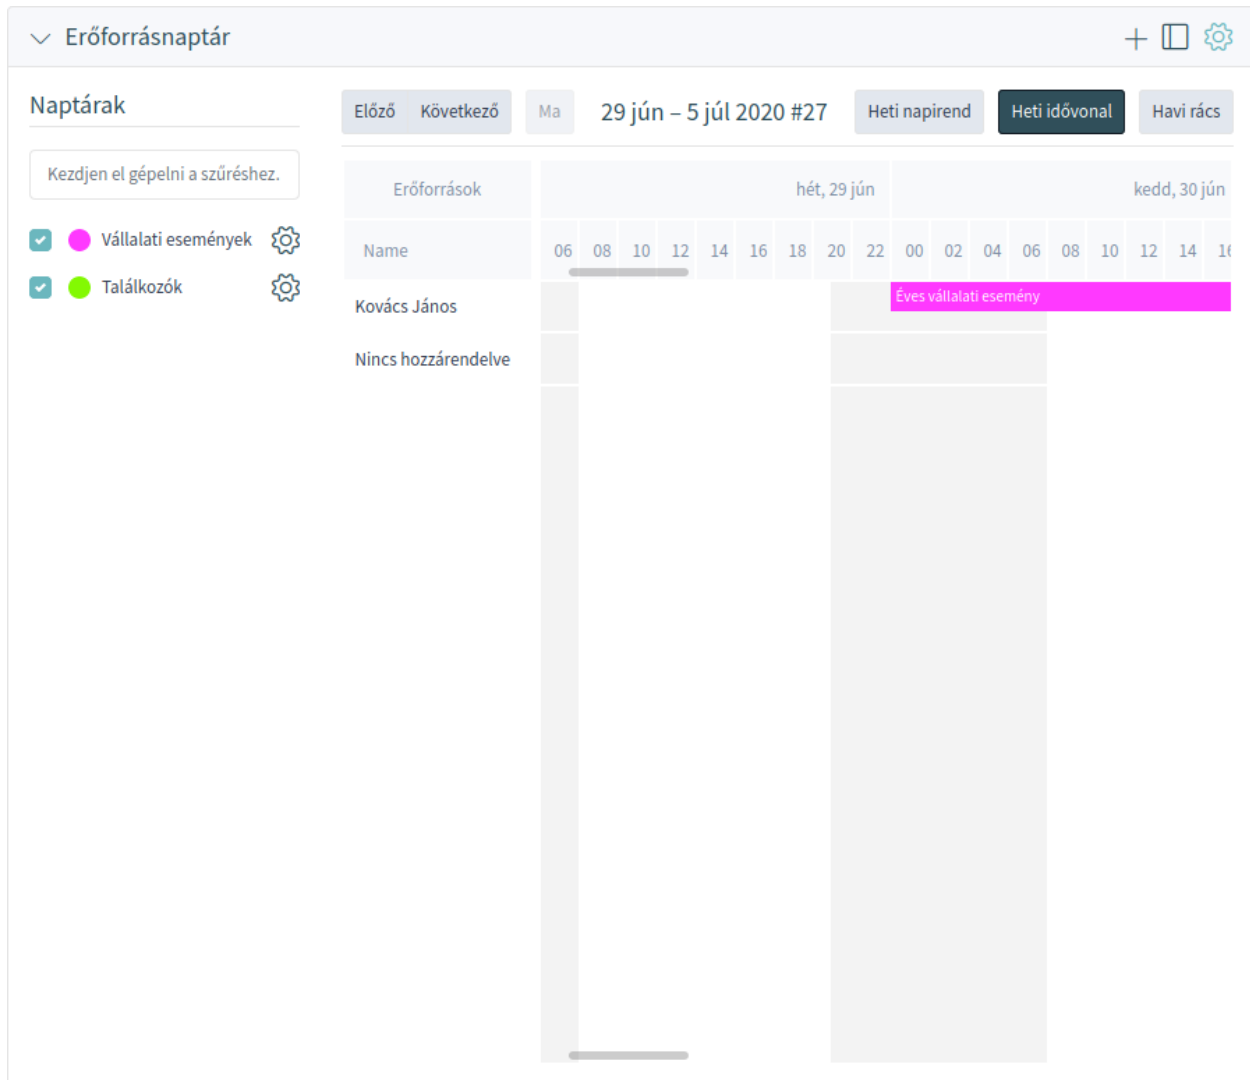 Erőforrásnaptár
Naptárak
Kezdjen el gépelni a szűréshez.
Vállalati események
Találkozók
Előző Következő Ma 29 jún – 5 júl 2020 #27 Heti napirend Heti idővonal Havi rács
Erőforrások hét, 29 jún kedd, 30 jún
Name 06 08 10 12 14 16 18 20 22 00 02 04 06 08 10 12 14 16
Kovács János Éves vállalati esemény
Nincs hozzárendelve